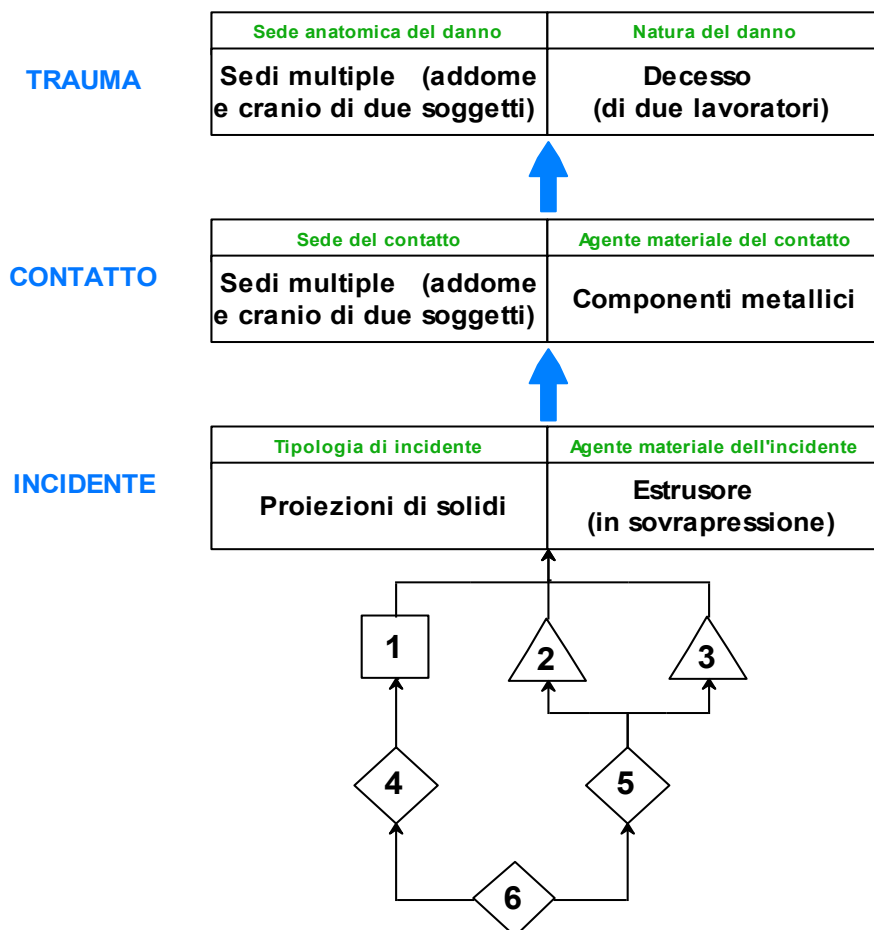 Sede anatomica del danno
Natura del danno
TRAUMA
Sedi multiple (addome
e cranio di due soggetti)
Decesso
(di due lavoratori)
Sede del contatto
Agente materiale del contatto
CONTATTO
Sedi multiple (addome
e cranio di due soggetti)
Componenti metallici
Tipologia di incidente
Agente materiale dell'incidente
INCIDENTE
Proiezioni di solidi
Estrusore
(in sovrapressione)
1
2
3
4
5
6